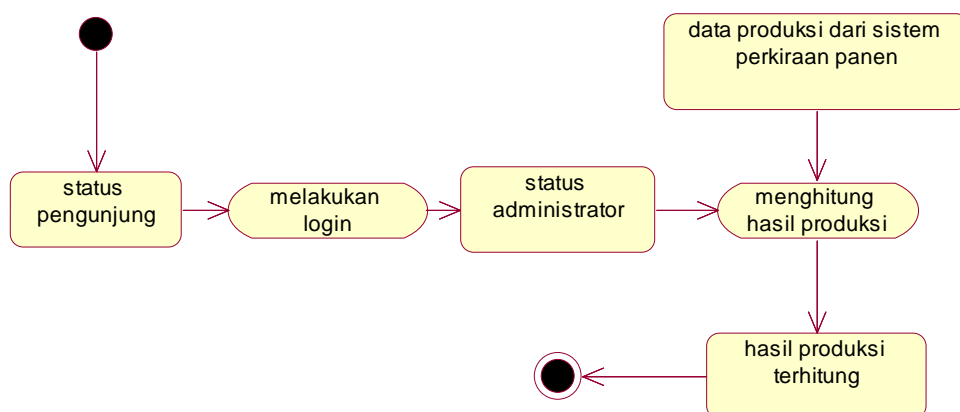 data produksi dari sistem
perkiraan panen
status
pengunjung
melakukan
login
status
administrator
menghitung
hasil produksi
hasil produksi
terhitung